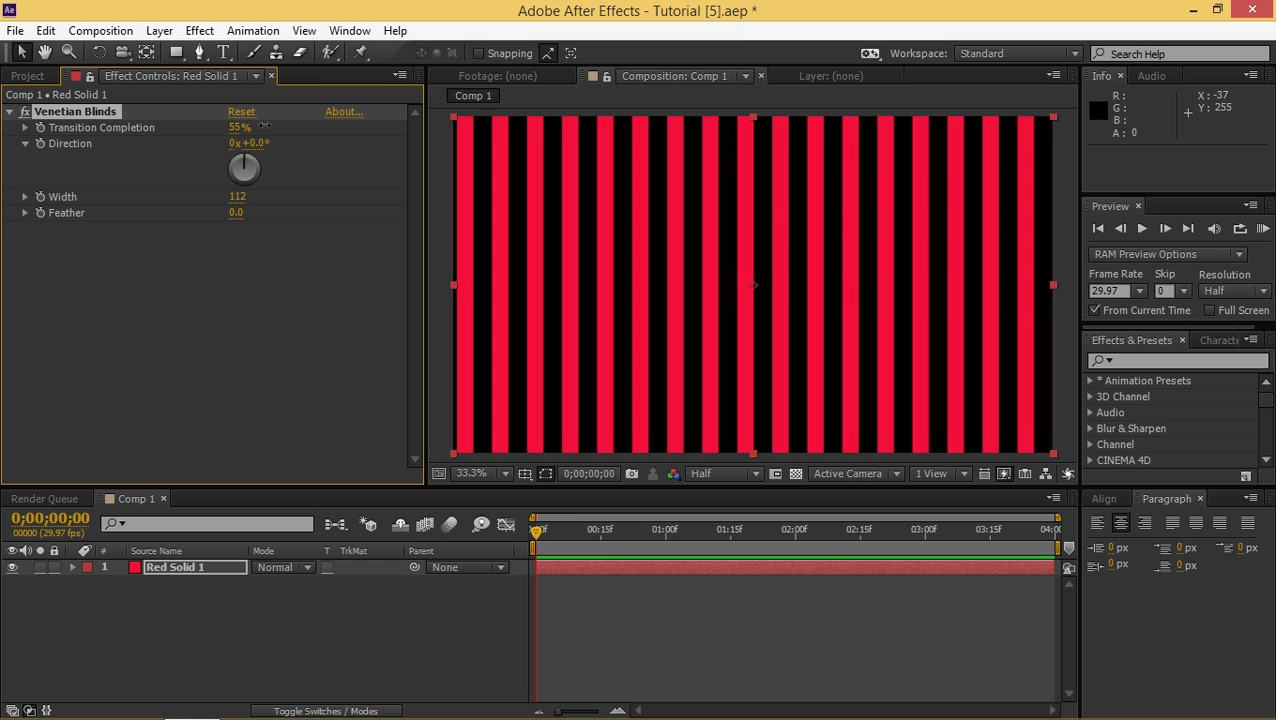 Ae Adobe After Effects - Tutorial [5].aep *
File Edit Composition Layer Effect Animation View Window Help
T Snapping Workspace: Standard Search Help
Project Effect Controls: Red Solid 1 Footage: (none) Composition: Comp 1 Layer: (none) Info Audio
Comp 1 • Red Solid 1 Comp 1
fx Venetian Blinds Reset About...
Transition Completion 55%
Direction 0x +0.0°
Width 112
Feather 0.0
R: X: -37
G: Y: 255
B:
A: 0
Preview
RAM Preview Options
Frame Rate Skip Resolution
29.97 0 Half
From Current Time Full Screen
Effects & Presets
* Animation Presets
3D Channel
Audio
Blur & Sharpen
Channel
CINEMA 4D
33.3% 0;00;00;00 Half Active Camera 1 View
Render Queue Comp 1 Align Paragraph
0;00;00;00
00000 (29.97 fps)
00:15f 01:00f 01:15f 02:00f 02:15f 03:00f 03:15f
# Source Name Mode T TrkMat Parent
1 Red Solid 1 Normal None
0 px 0 px 0 px
0 px 0 px
Toggle Switches / Modes